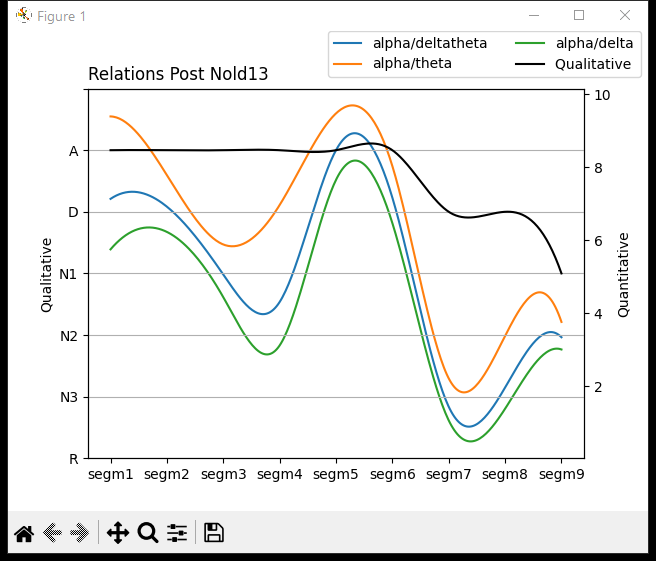 Figure 1
alpha/deltatheta
alpha/theta
alpha/delta
Qualitative
Relations Post Nold13
Qualitative
A
D
N1
N2
N3
R
10
8
6
4
2
Quantitative
segm1 segm2 segm3 segm4 segm5 segm6 segm7 segm8 segm9